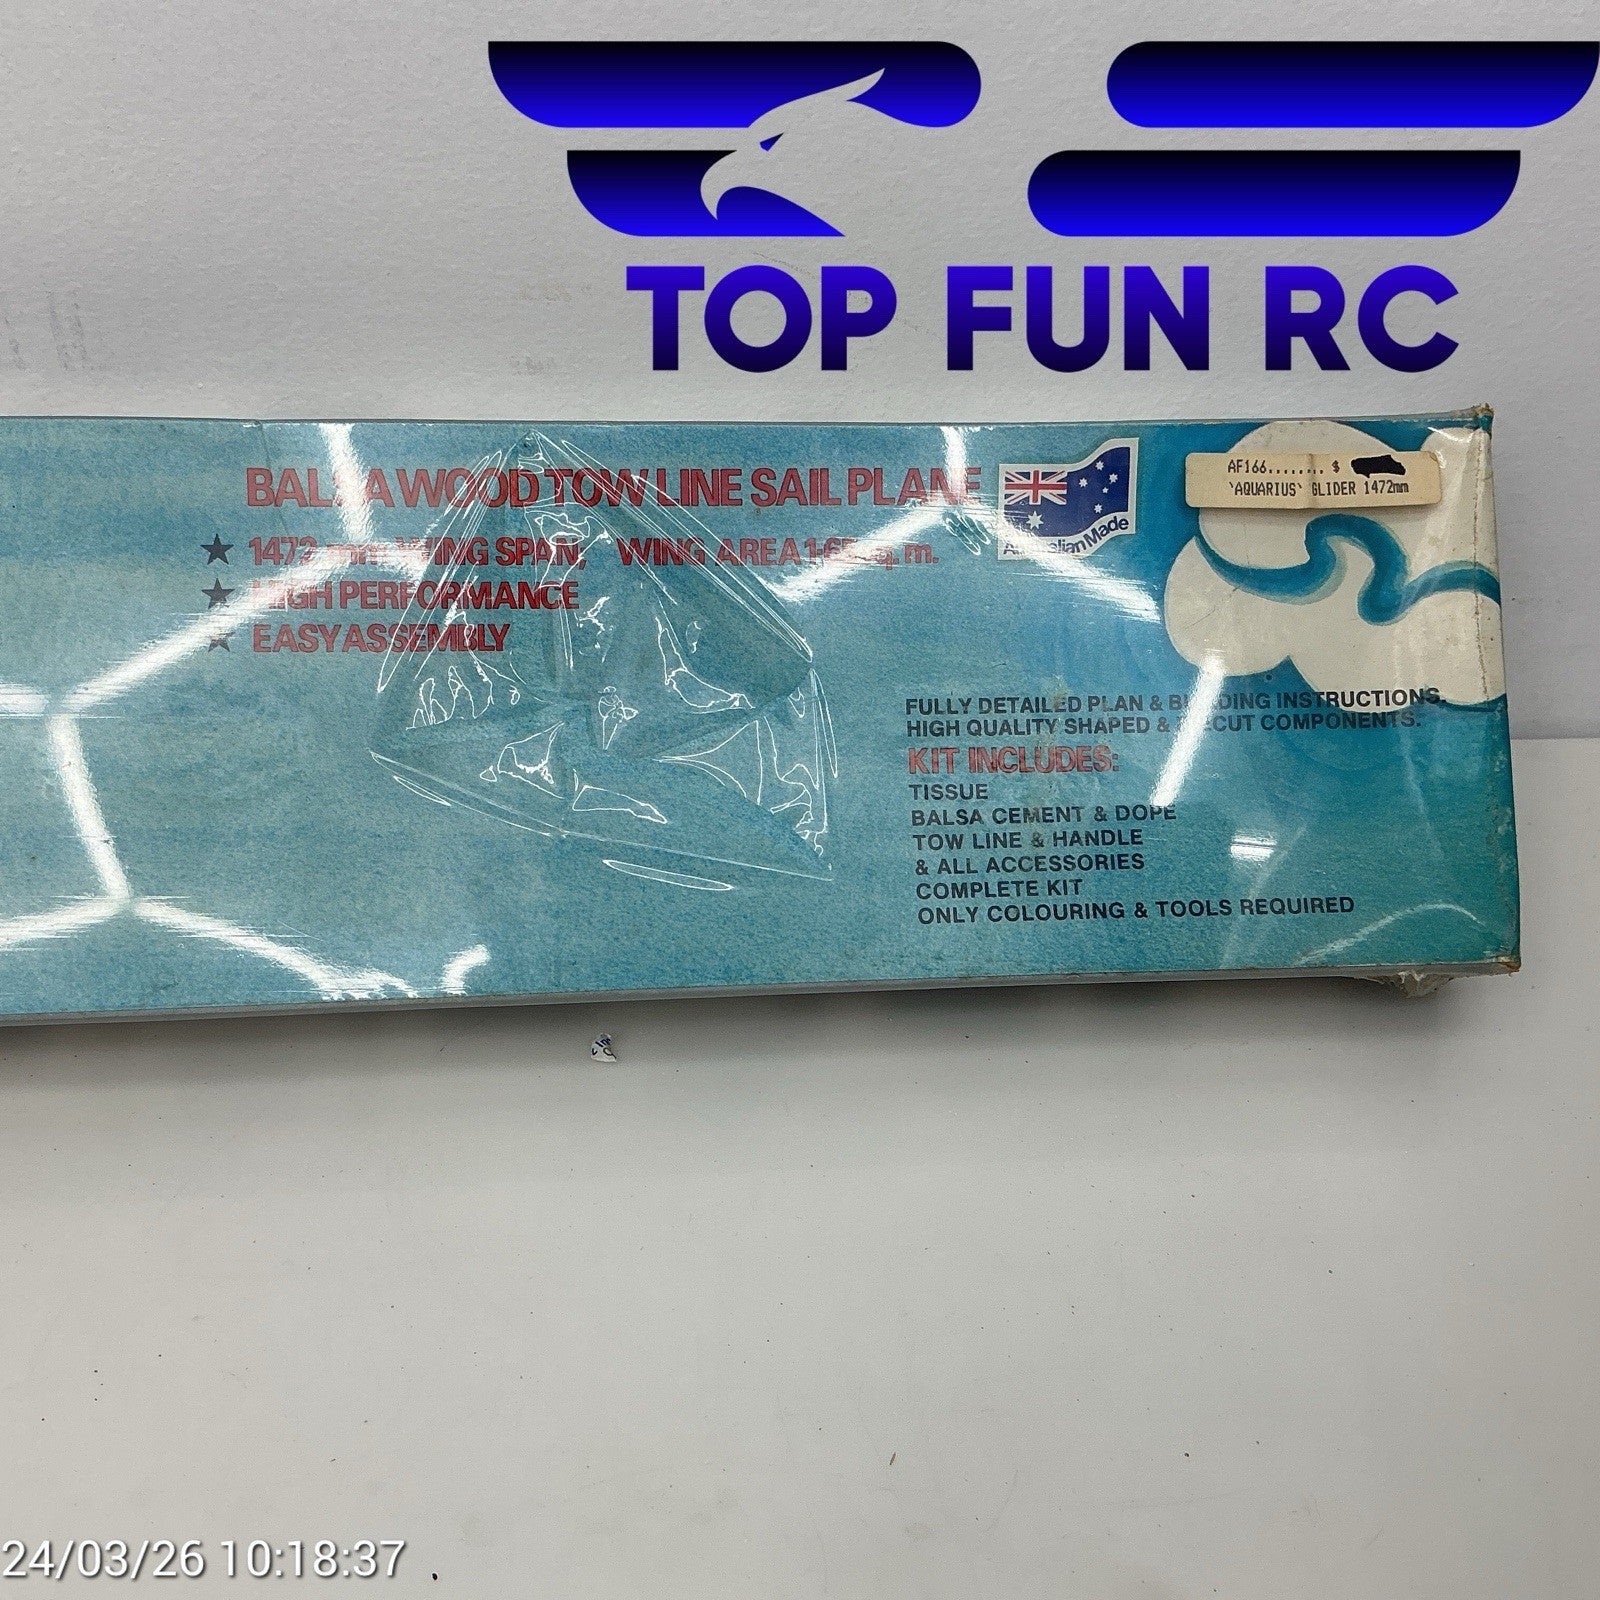 TOP FUN RC
BALSA WOOD TOW LINE SAIL PLANE
Australian Made
AF166........ $
'AQUARIUS' GLIDER 1472mm
★ 1472 mm WING SPAN, WING AREA sq. m.
★ HIGH PERFORMANCE
★ EASY ASSEMBLY
FULLY DETAILED PLAN & BUILDING INSTRUCTIONS.
HIGH QUALITY SHAPED & DIECUT COMPONENTS.
KIT INCLUDES:
TISSUE
BALSA CEMENT & DOPE
TOW LINE & HANDLE
& ALL ACCESSORIES
COMPLETE KIT
ONLY COLOURING & TOOLS REQUIRED
24/03/26 10:18:37